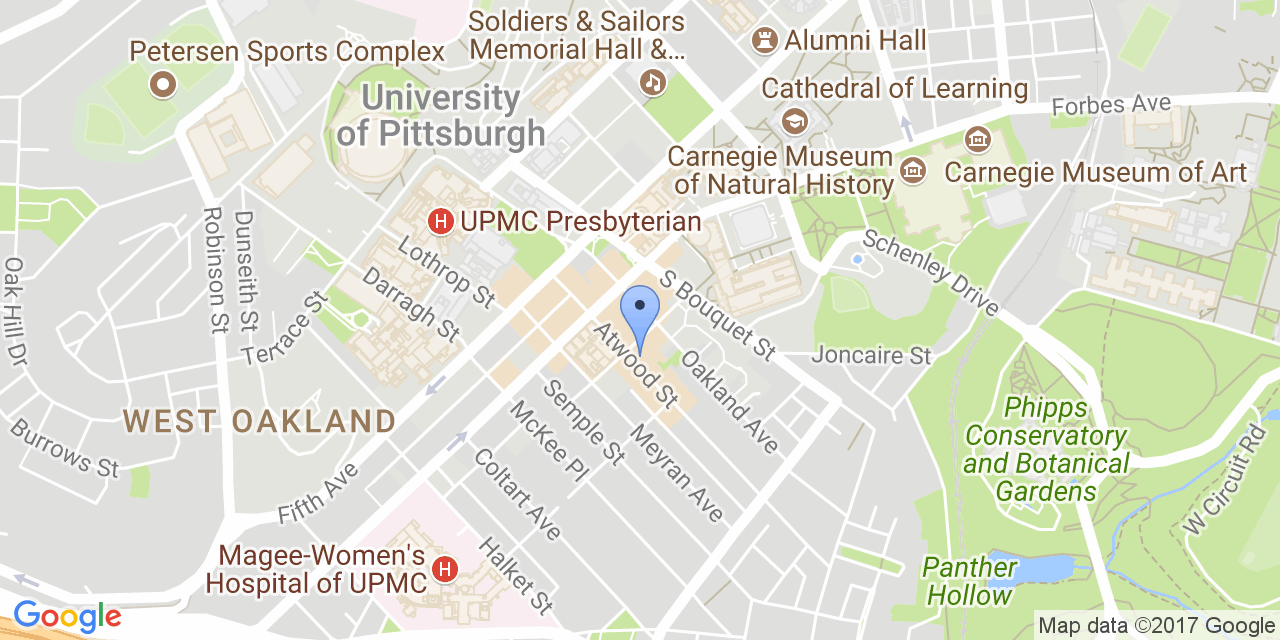 Soldiers & Sailors
Memorial Hall &...
Alumni Hall
Petersen Sports Complex
Cathedral of Learning
University
of Pittsburgh
Forbes Ave
Carnegie Museum
of Natural History
Carnegie Museum of Art
UPMC Presbyterian
Robinson St
Dunseith St
Lothrop St
Darragh St
Terrace St
Oak Hill Dr
Schenley Drive
S Bouquet St
Joncaire St
Atwood St
Oakland Ave
WEST OAKLAND
Semple St
McKee Pl
Meyran Ave
Coltart Ave
Halket St
Burrows St
Fifth Ave
Phipps
Conservatory
and Botanical
Gardens
W Circuit Rd
Magee-Women's
Hospital of UPMC
Panther
Hollow
Google
Map data ©2017 Google
H
H